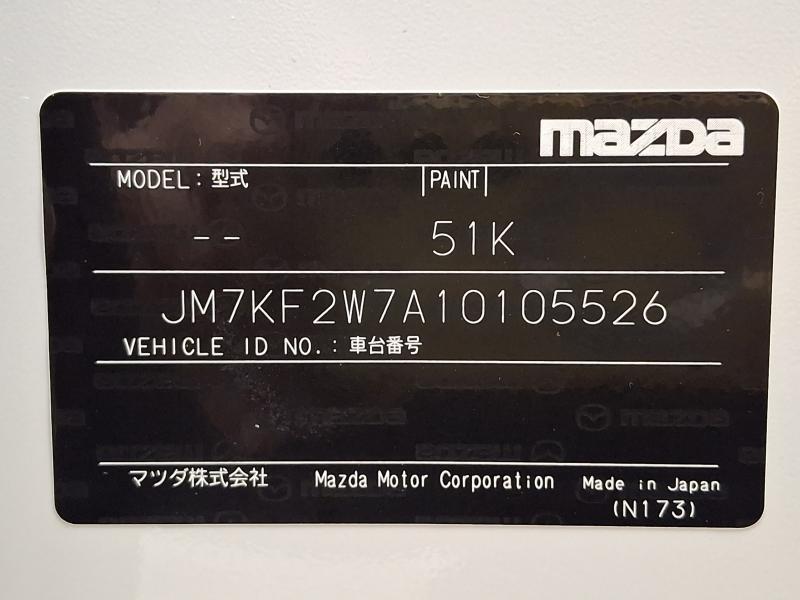 mazda
MODEL : 型式 PAINT
-- 51K
JM7KF2W7A10105526
VEHICLE ID NO. : 車台番号
マツダ株式会社 Mazda Motor Corporation Made in Japan
(N173)